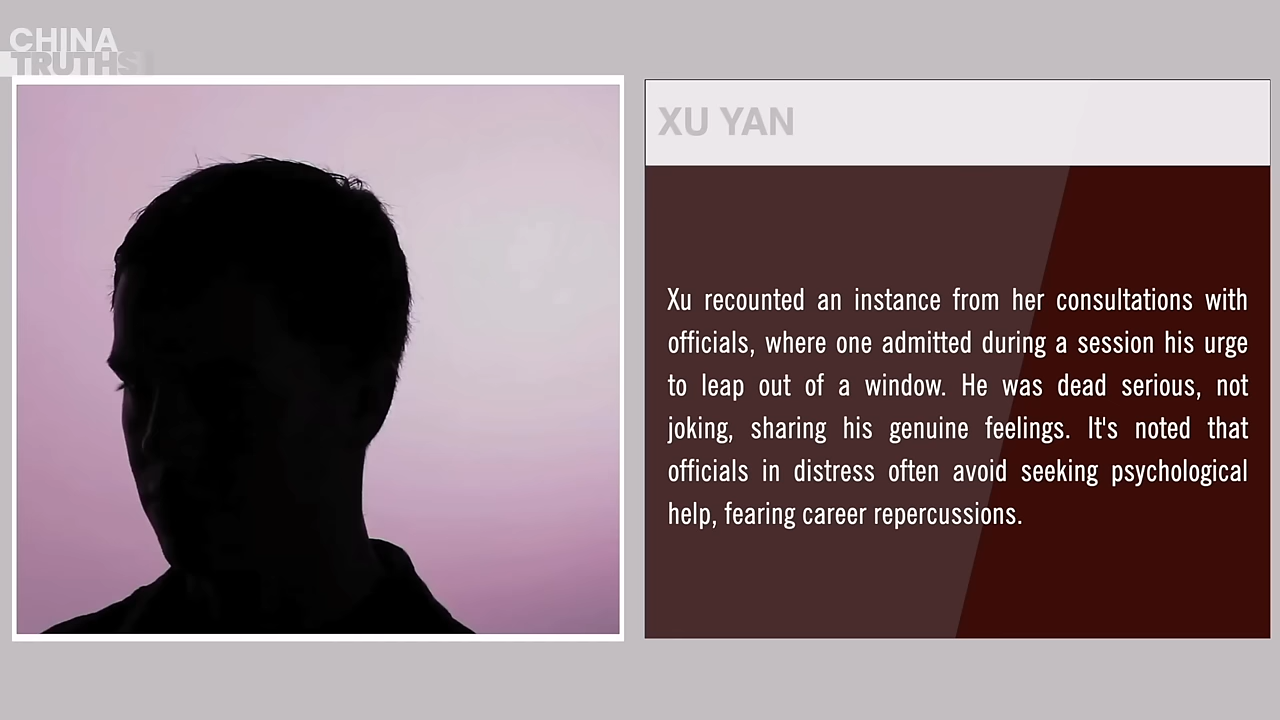 CHINA
TRUTHS
XU YAN
Xu recounted an instance from her consultations with
officials, where one admitted during a session his urge
to leap out of a window. He was dead serious, not
joking, sharing his genuine feelings. It's noted that
officials in distress often avoid seeking psychological
help, fearing career repercussions.